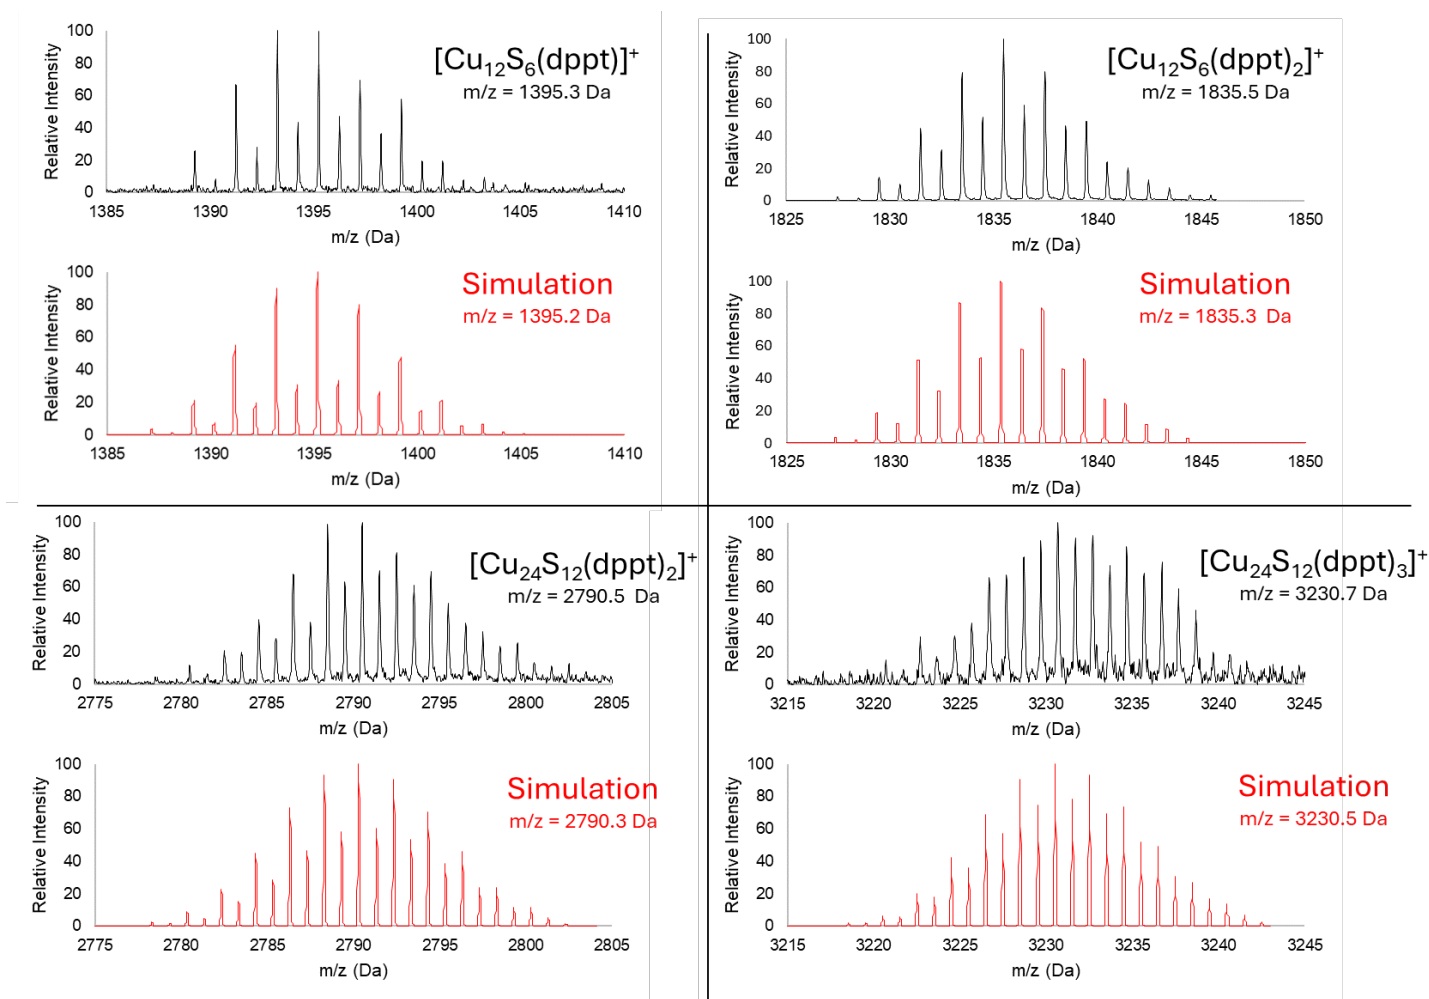 [Cu₁₂S₆(dppt)]⁺
m/z = 1395.3 Da
Relative Intensity
100
80
60
40
20
0
1385 1390 1395 1400 1405 1410
m/z (Da)
Simulation
m/z = 1395.2 Da
Relative Intensity
100
80
60
40
20
0
1385 1390 1395 1400 1405 1410
m/z (Da)
[Cu₁₂S₆(dppt)₂]⁺
m/z = 1835.5 Da
Relative Intensity
100
80
60
40
20
0
1825 1830 1835 1840 1845 1850
m/z (Da)
Simulation
m/z = 1835.3 Da
Relative Intensity
100
80
60
40
20
0
1825 1830 1835 1840 1845 1850
m/z (Da)
[Cu₂₄S₁₂(dppt)₂]⁺
m/z = 2790.5 Da
Relative Intensity
100
80
60
40
20
0
2775 2780 2785 2790 2795 2800 2805
m/z (Da)
Simulation
m/z = 2790.3 Da
Relative Intensity
100
80
60
40
20
0
2775 2780 2785 2790 2795 2800 2805
m/z (Da)
[Cu₂₄S₁₂(dppt)₃]⁺
m/z = 3230.7 Da
Relative Intensity
100
80
60
40
20
0
3215 3220 3225 3230 3235 3240 3245
m/z (Da)
Simulation
m/z = 3230.5 Da
Relative Intensity
100
80
60
40
20
0
3215 3220 3225 3230 3235 3240 3245
m/z (Da)